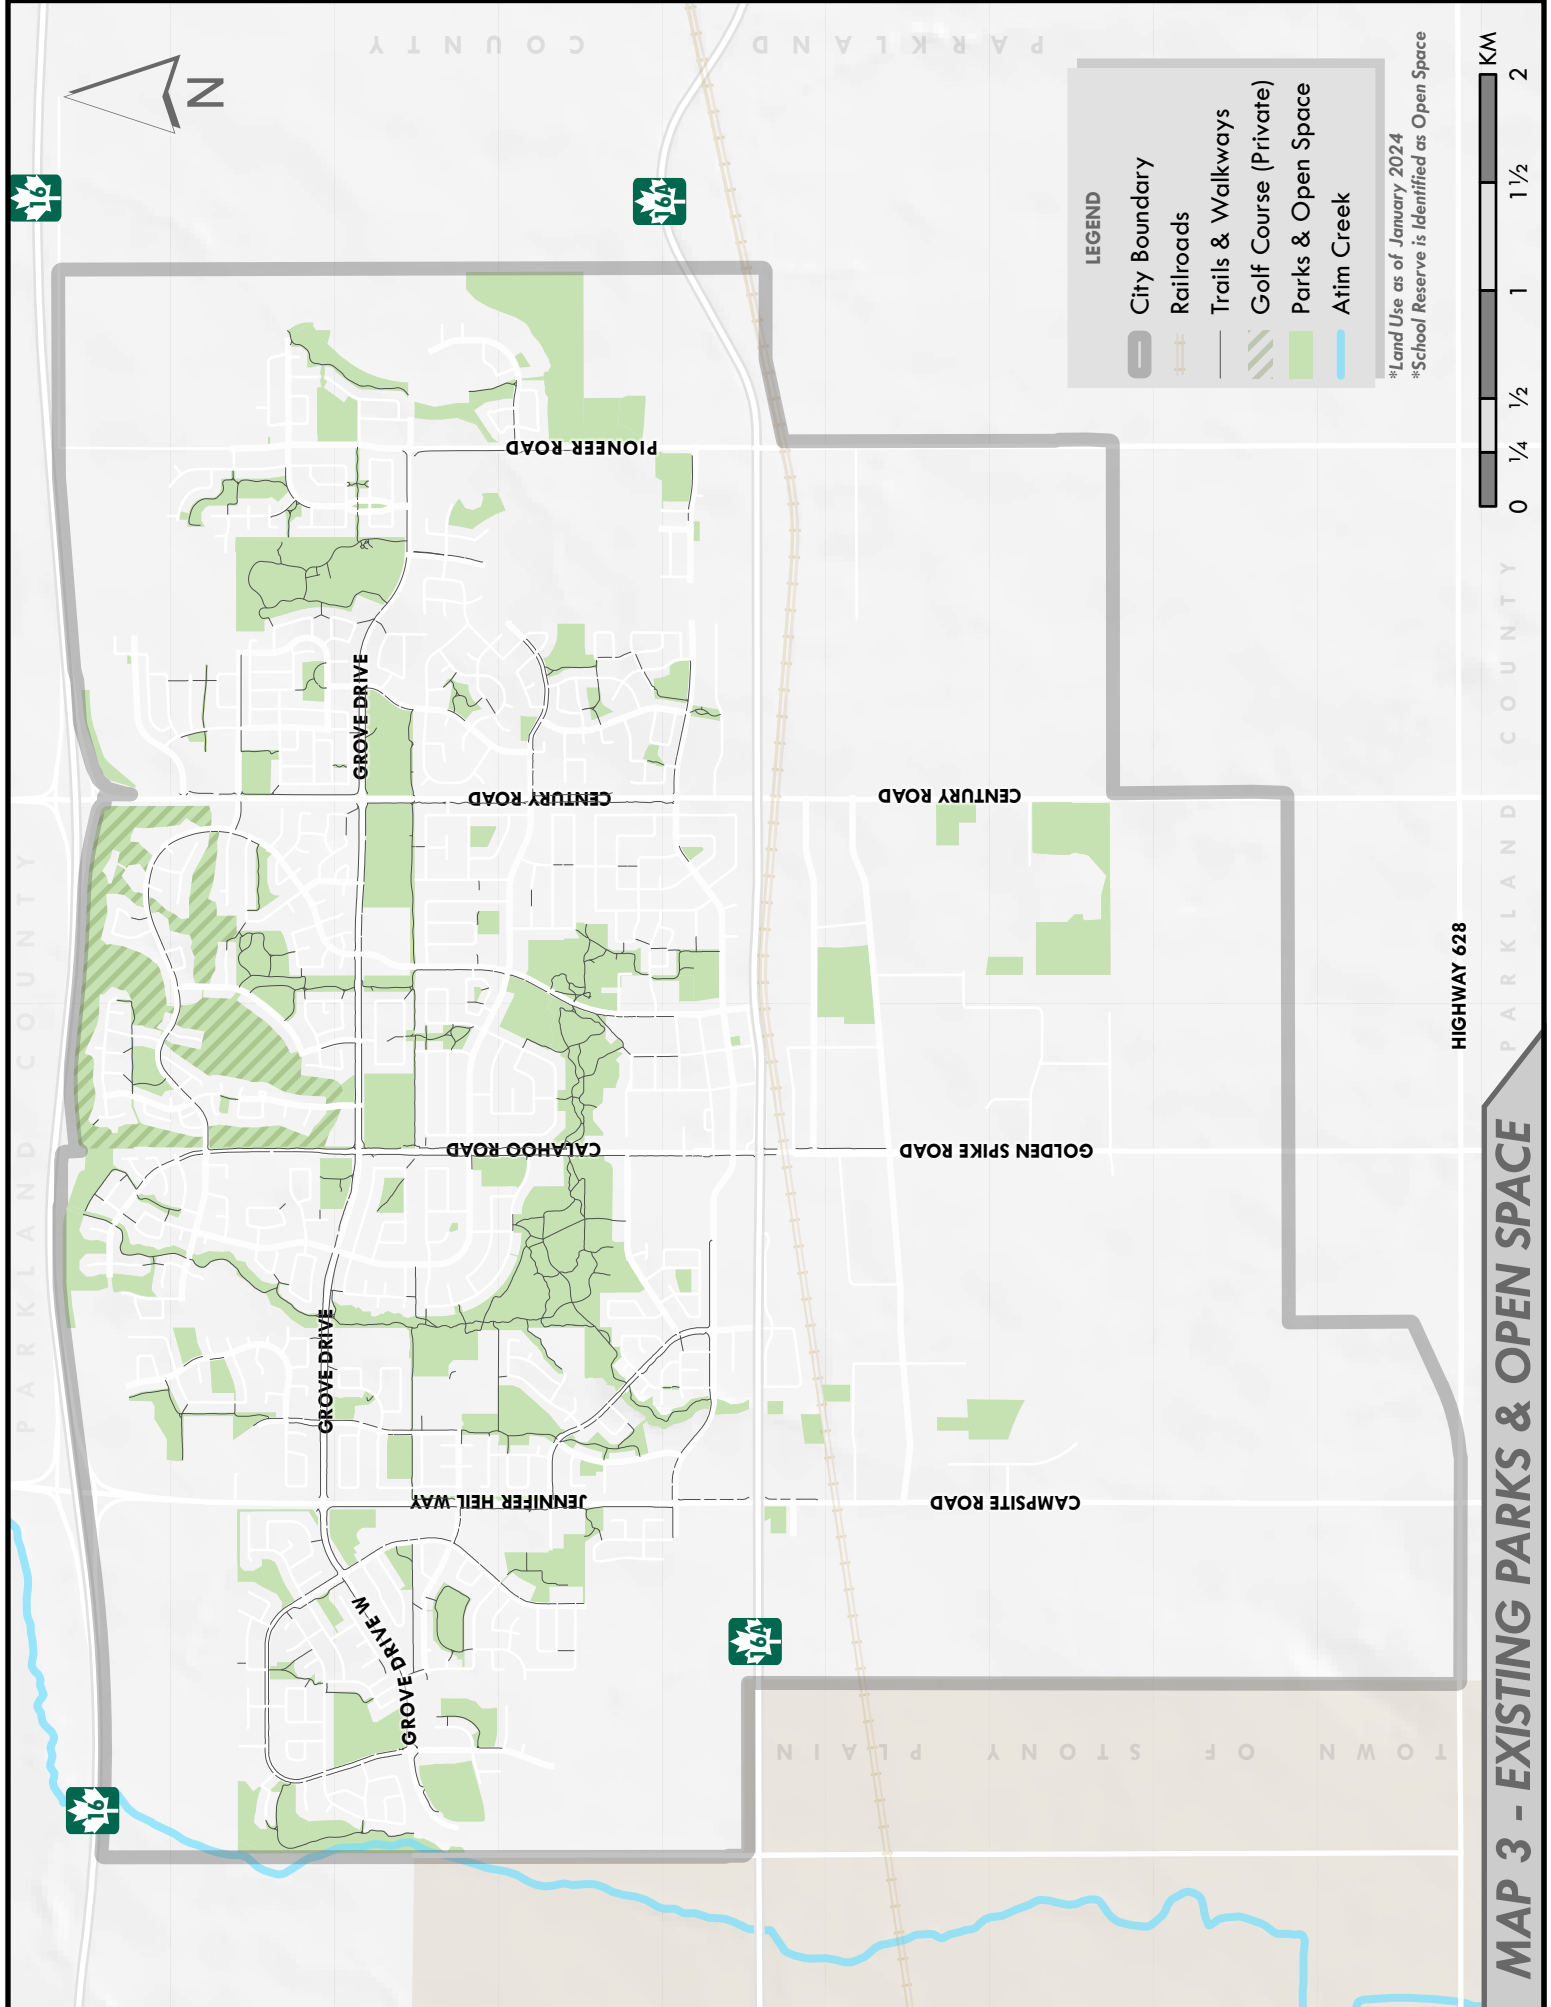 PARKLAND COUNTY
PARKLAND COUNTY
PARKLAND COUNTY
TOWN OF STONY PLAIN
16
16
16A
16A
N
GROVE DRIVE
GROVE DRIVE
GROVE DRIVE W
PIONEER ROAD
CENTURY ROAD
CENTURY ROAD
CALAHOO ROAD
GOLDEN SPIKE ROAD
JENNIFER HEIL WAY
CAMPSITE ROAD
HIGHWAY 628
LEGEND
City Boundary
Railroads
Trails & Walkways
Golf Course (Private)
Parks & Open Space
Atim Creek
*Land Use as of January 2024
*School Reserve is Identified as Open Space
0 ¼ ½ 1 1½ 2 KM
MAP 3 - EXISTING PARKS & OPEN SPACE